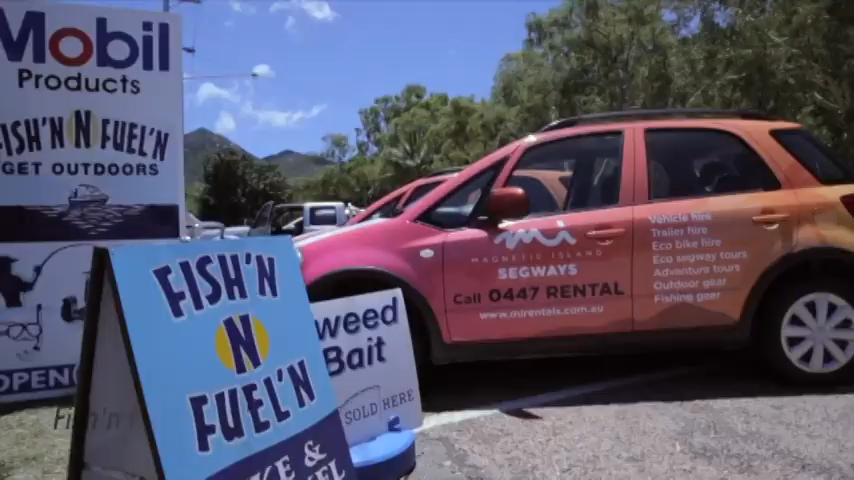 Mobil
Products
FISH'N N FUEL'N
GET OUTDOORS
OPEN
FISH'N
N
FUEL'N
&
weed
Bait
SOLD HERE
Fish'n
mi
MAGNETIC ISLAND
SEGWAYS
Call 0447 RENTAL
www.mirentals.com.au
Vehicle hire
Trailer hire
Eco bike hire
Eco segway tours
Adventure tours
Outdoor gear
Fishing gear